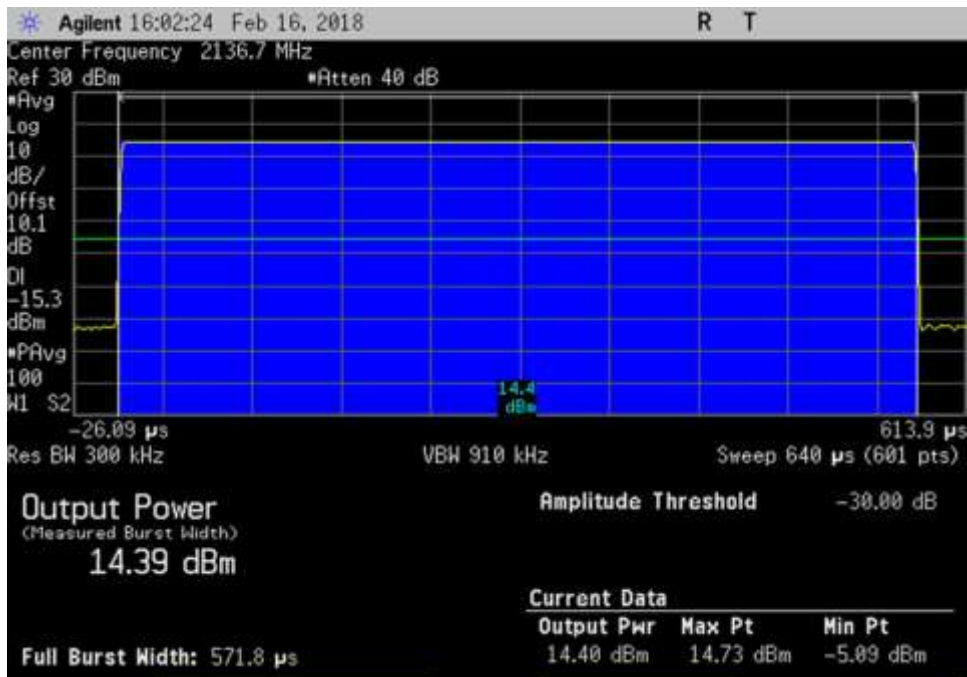 Agilent 16:02:24 Feb 16, 2018 R T
Center Frequency 2136.7 MHz
Ref 30 dBm #Atten 40 dB
#Avg
Log
10
dB/
Offst
10.1
dB
DI
-15.3
dBm
#PAvg
100
W1 S2
14.4
dBm
-26.09 µs 613.9 µs
Res BW 300 kHz VBW 910 kHz Sweep 640 µs (601 pts)
Output Power Amplitude Threshold -30.00 dB
(Measured Burst Width)
14.39 dBm
Current Data
Output Pwr Max Pt Min Pt
14.40 dBm 14.73 dBm -5.09 dBm
Full Burst Width: 571.8 µs